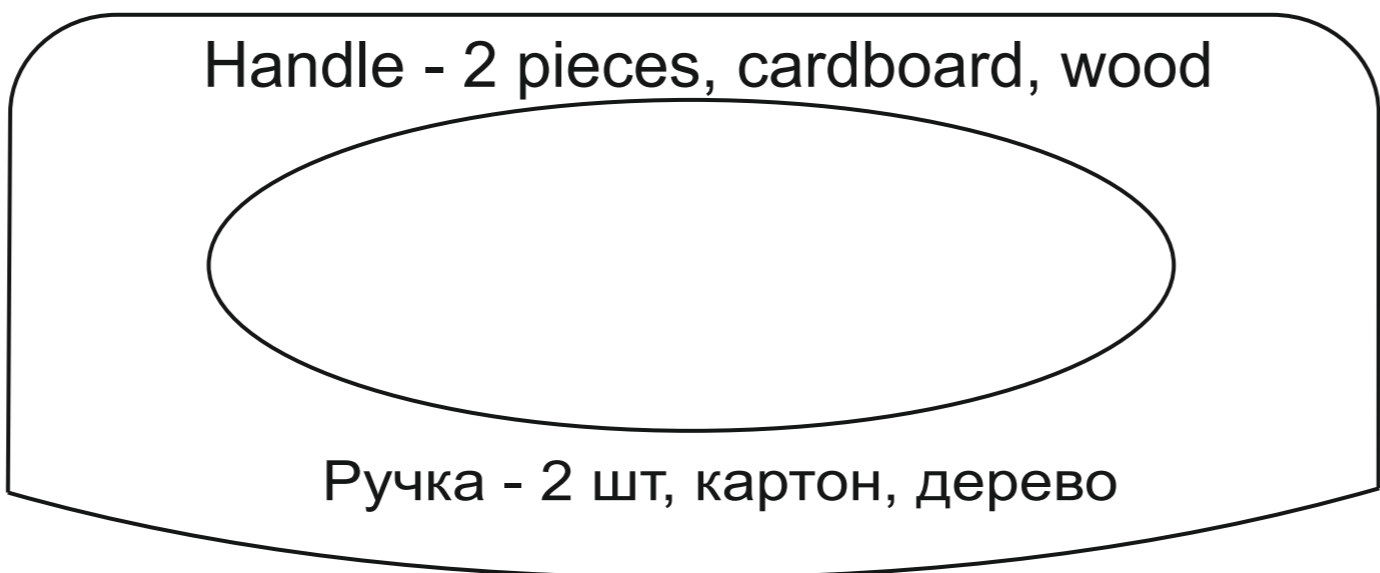 Handle - 2 pieces, cardboard, wood
Ручка - 2 шт, картон, дерево